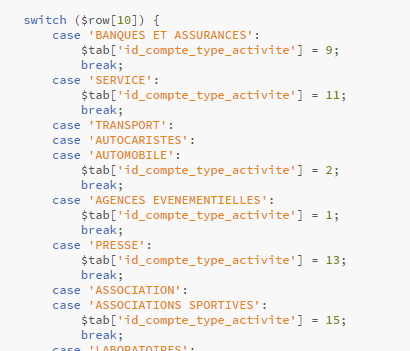 switch ($row[10]) {
case 'BANQUES ET ASSURANCES':
$tab['id_compte_type_activite'] = 9;
break;
case 'SERVICE':
$tab['id_compte_type_activite'] = 11;
break;
case 'TRANSPORT':
case 'AUTOCARISTES':
case 'AUTOMOBILE':
$tab['id_compte_type_activite'] = 2;
break;
case 'AGENCES EVENEMENTIELLES':
$tab['id_compte_type_activite'] = 1;
break;
case 'PRESSE':
$tab['id_compte_type_activite'] = 13;
break;
case 'ASSOCIATION':
case 'ASSOCIATIONS SPORTIVES':
$tab['id_compte_type_activite'] = 15;
break;
case 'LABORATOIRES':